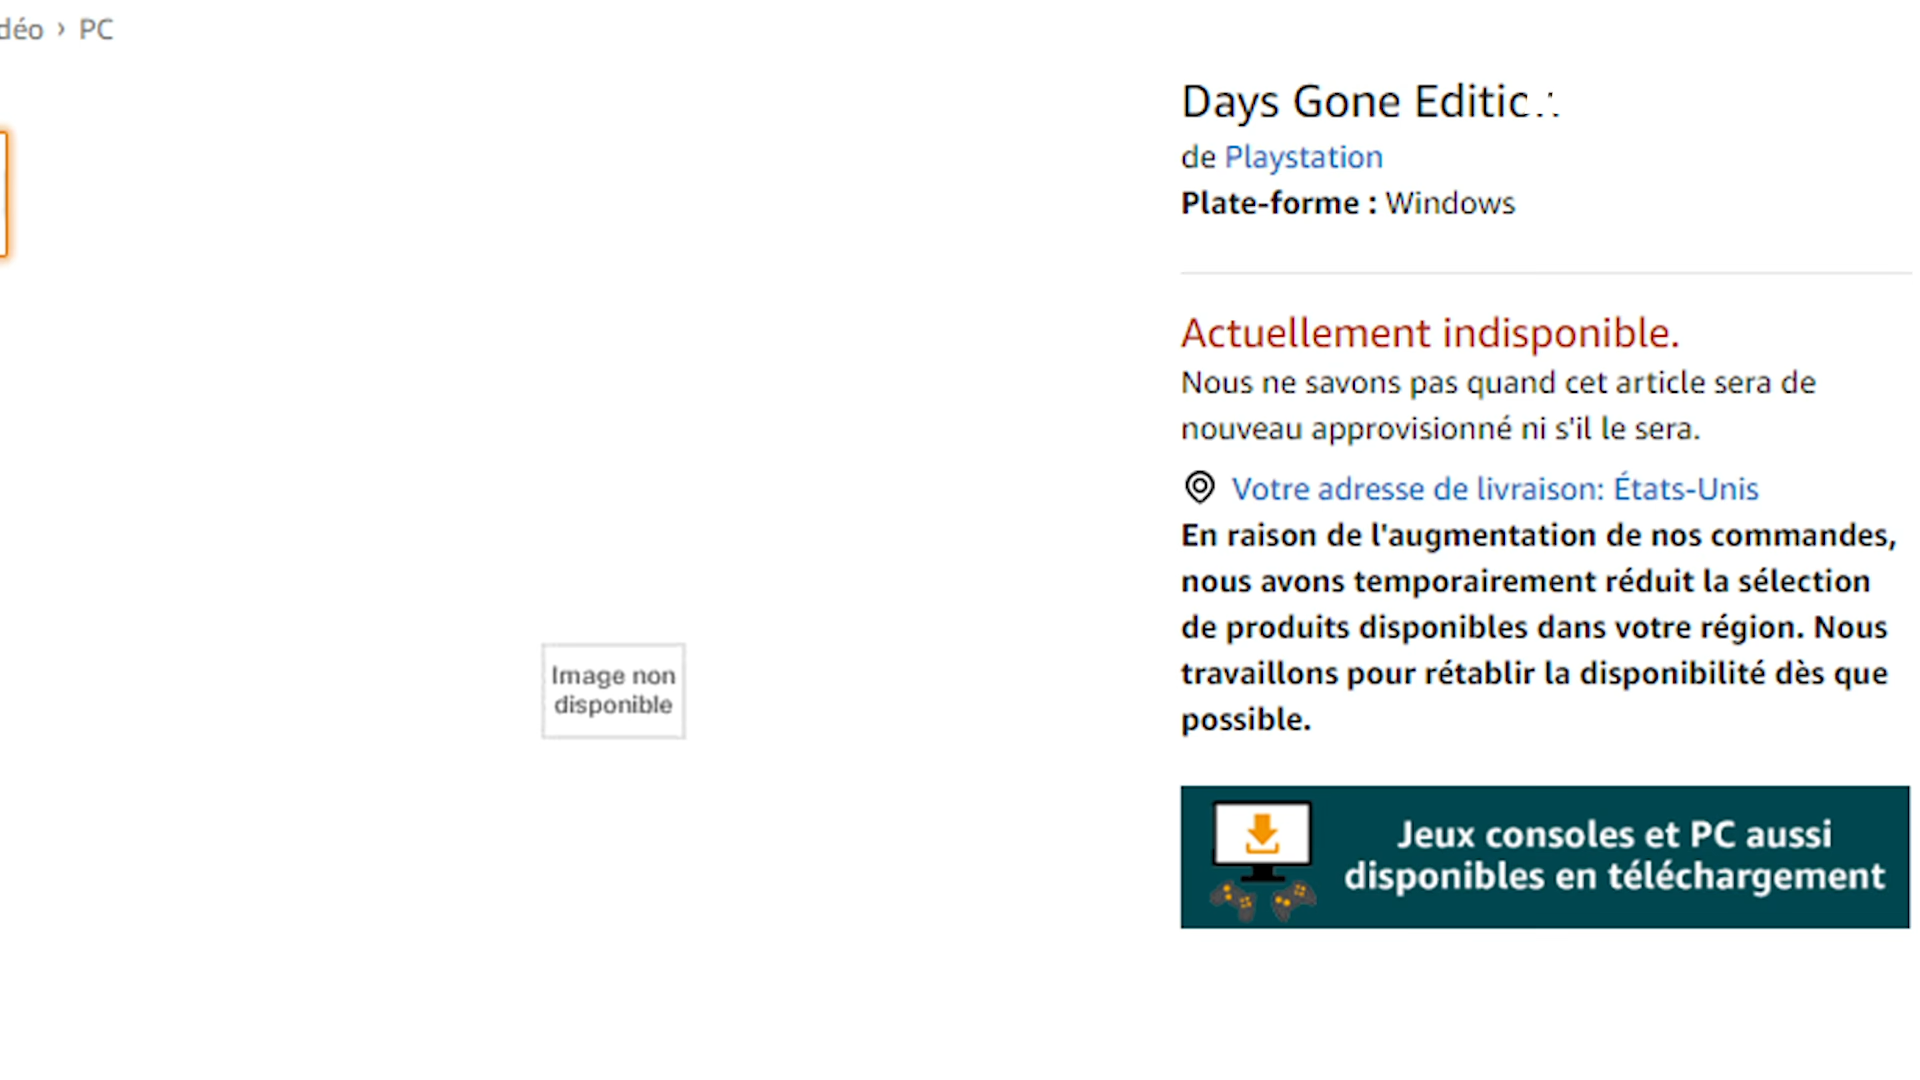 déo › PC
Days Gone
de Playstation
Plate-forme : Windows
Actuellement indisponible.
Nous ne savons pas quand cet article sera de
nouveau approvisionné ni s'il le sera.
Votre adresse de livraison: États-Unis
En raison de l'augmentation de nos commandes,
nous avons temporairement réduit la sélection
de produits disponibles dans votre région. Nous
travaillons pour rétablir la disponibilité dès que
possible.
Image non
disponible
Jeux consoles et PC aussi
disponibles en téléchargement